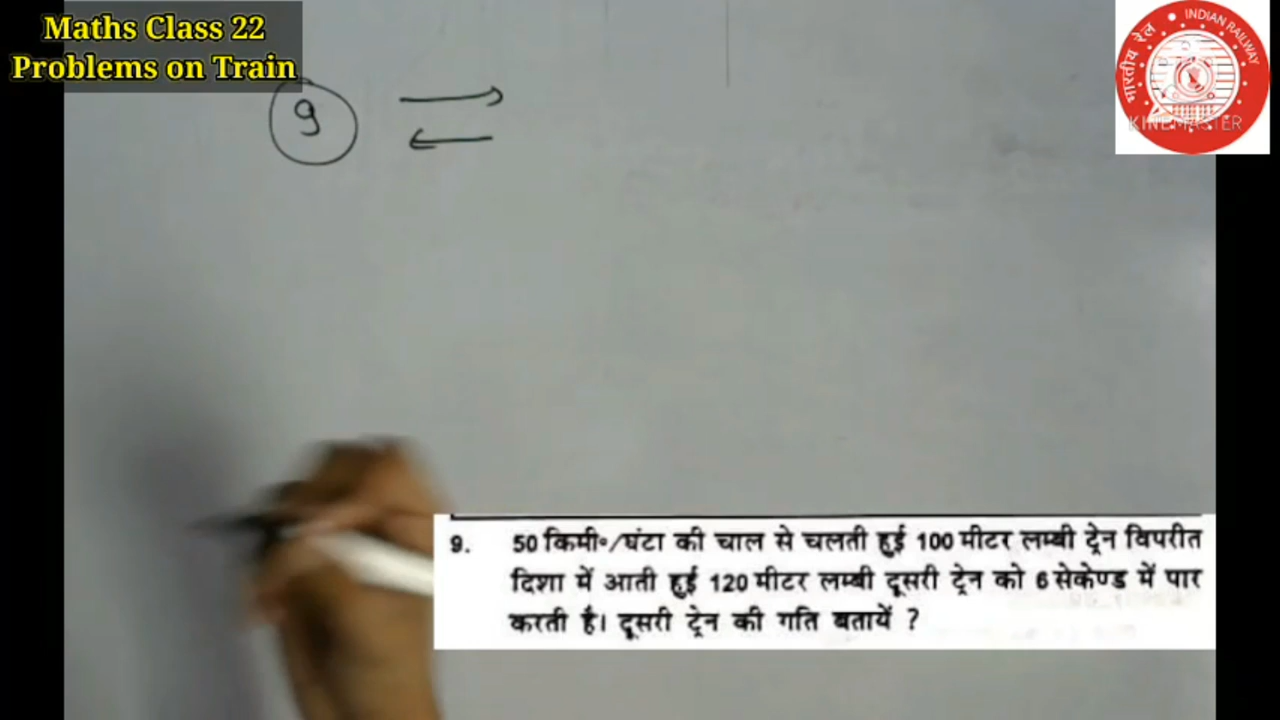 Maths Class 22
Problems on Train
भारतीय रेल INDIAN RAILWAY
KINEMASTER
9
9. 50 किमी॰/घंटा की चाल से चलती हुई 100 मीटर लम्बी ट्रेन विपरीत
दिशा में आती हुई 120 मीटर लम्बी दूसरी ट्रेन को 6 सेकेण्ड में पार
करती है। दूसरी ट्रेन की गति बतायें ?